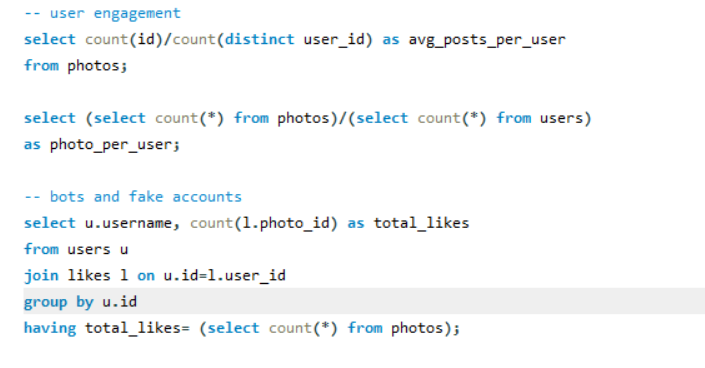 -- user engagement
select count(id)/count(distinct user_id) as avg_posts_per_user
from photos;
select (select count(*) from photos)/(select count(*) from users)
as photo_per_user;
-- bots and fake accounts
select u.username, count(l.photo_id) as total_likes
from users u
join likes l on u.id=l.user_id
group by u.id
having total_likes= (select count(*) from photos);